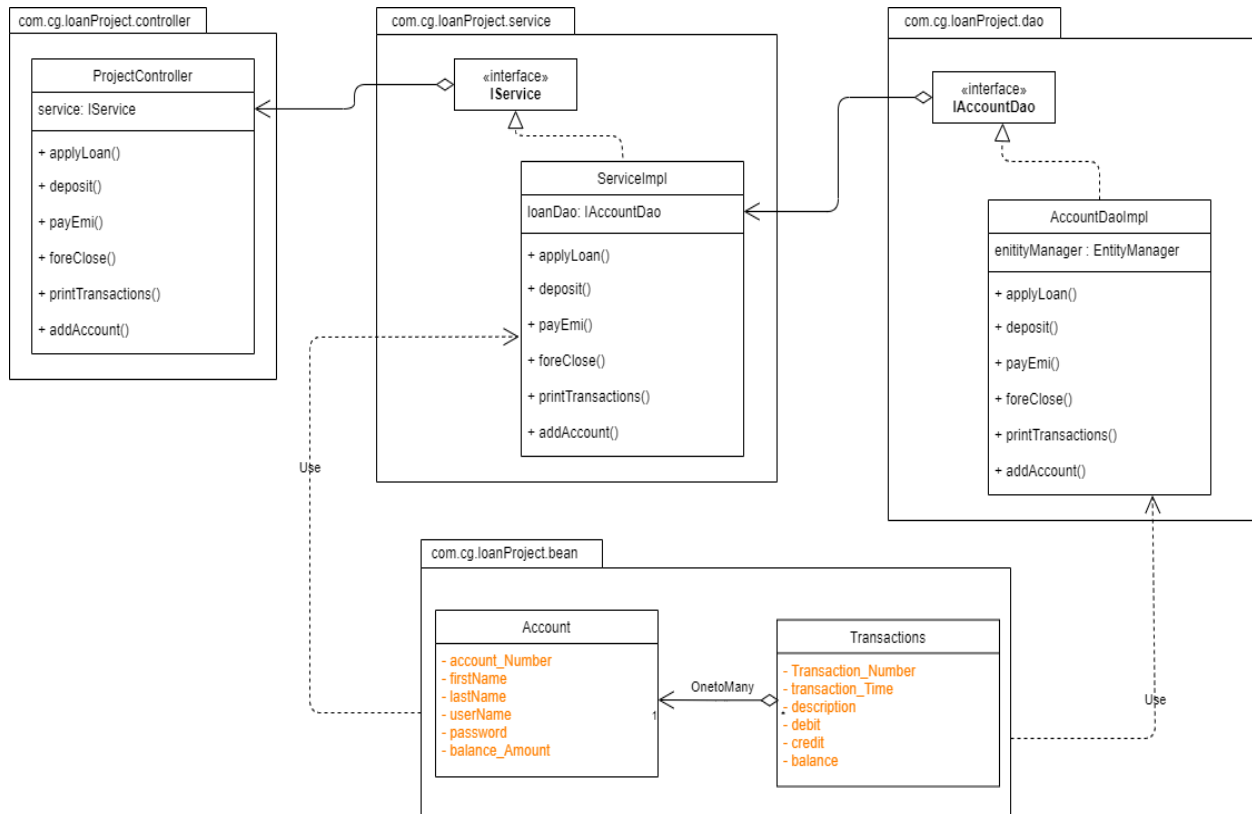 com.cg.loanProject.controller
ProjectController
service: IService
+ applyLoan()
+ deposit()
+ payEmi()
+ foreClose()
+ printTransactions()
+ addAccount()
com.cg.loanProject.service
«interface»
IService
ServiceImpl
loanDao: IAccountDao
+ applyLoan()
+ deposit()
+ payEmi()
+ foreClose()
+ printTransactions()
+ addAccount()
com.cg.loanProject.dao
«interface»
IAccountDao
AccountDaoImpl
enitityManager : EntityManager
+ applyLoan()
+ deposit()
+ payEmi()
+ foreClose()
+ printTransactions()
+ addAccount()
Use
com.cg.loanProject.bean
Account
- account_Number
- firstName
- lastName
- userName
- password
- balance_Amount
1
OnetoMany
*
Transactions
- Transaction_Number
- transaction_Time
- description
- debit
- credit
- balance
Use